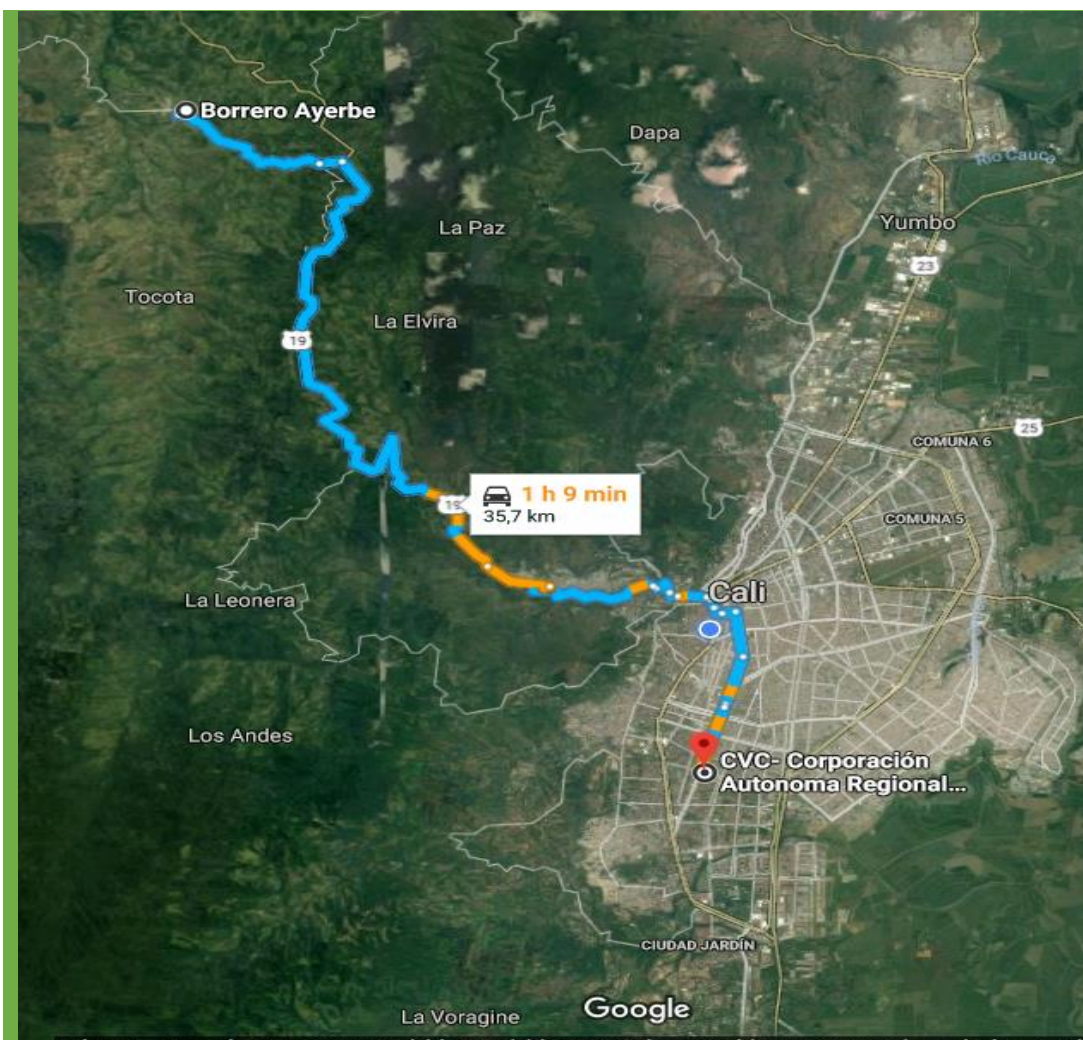 Borrero Ayerbe
Dapa
Río Cauca
La Paz
Yumbo
23
Tocota
La Elvira
19
25
COMUNA 6
1 h 9 min
19
35,7 km
COMUNA 5
Cali
La Leonera
Los Andes
CVC- Corporación
Autonoma Regional...
CIUDAD JARDÍN
Google
La Voragine